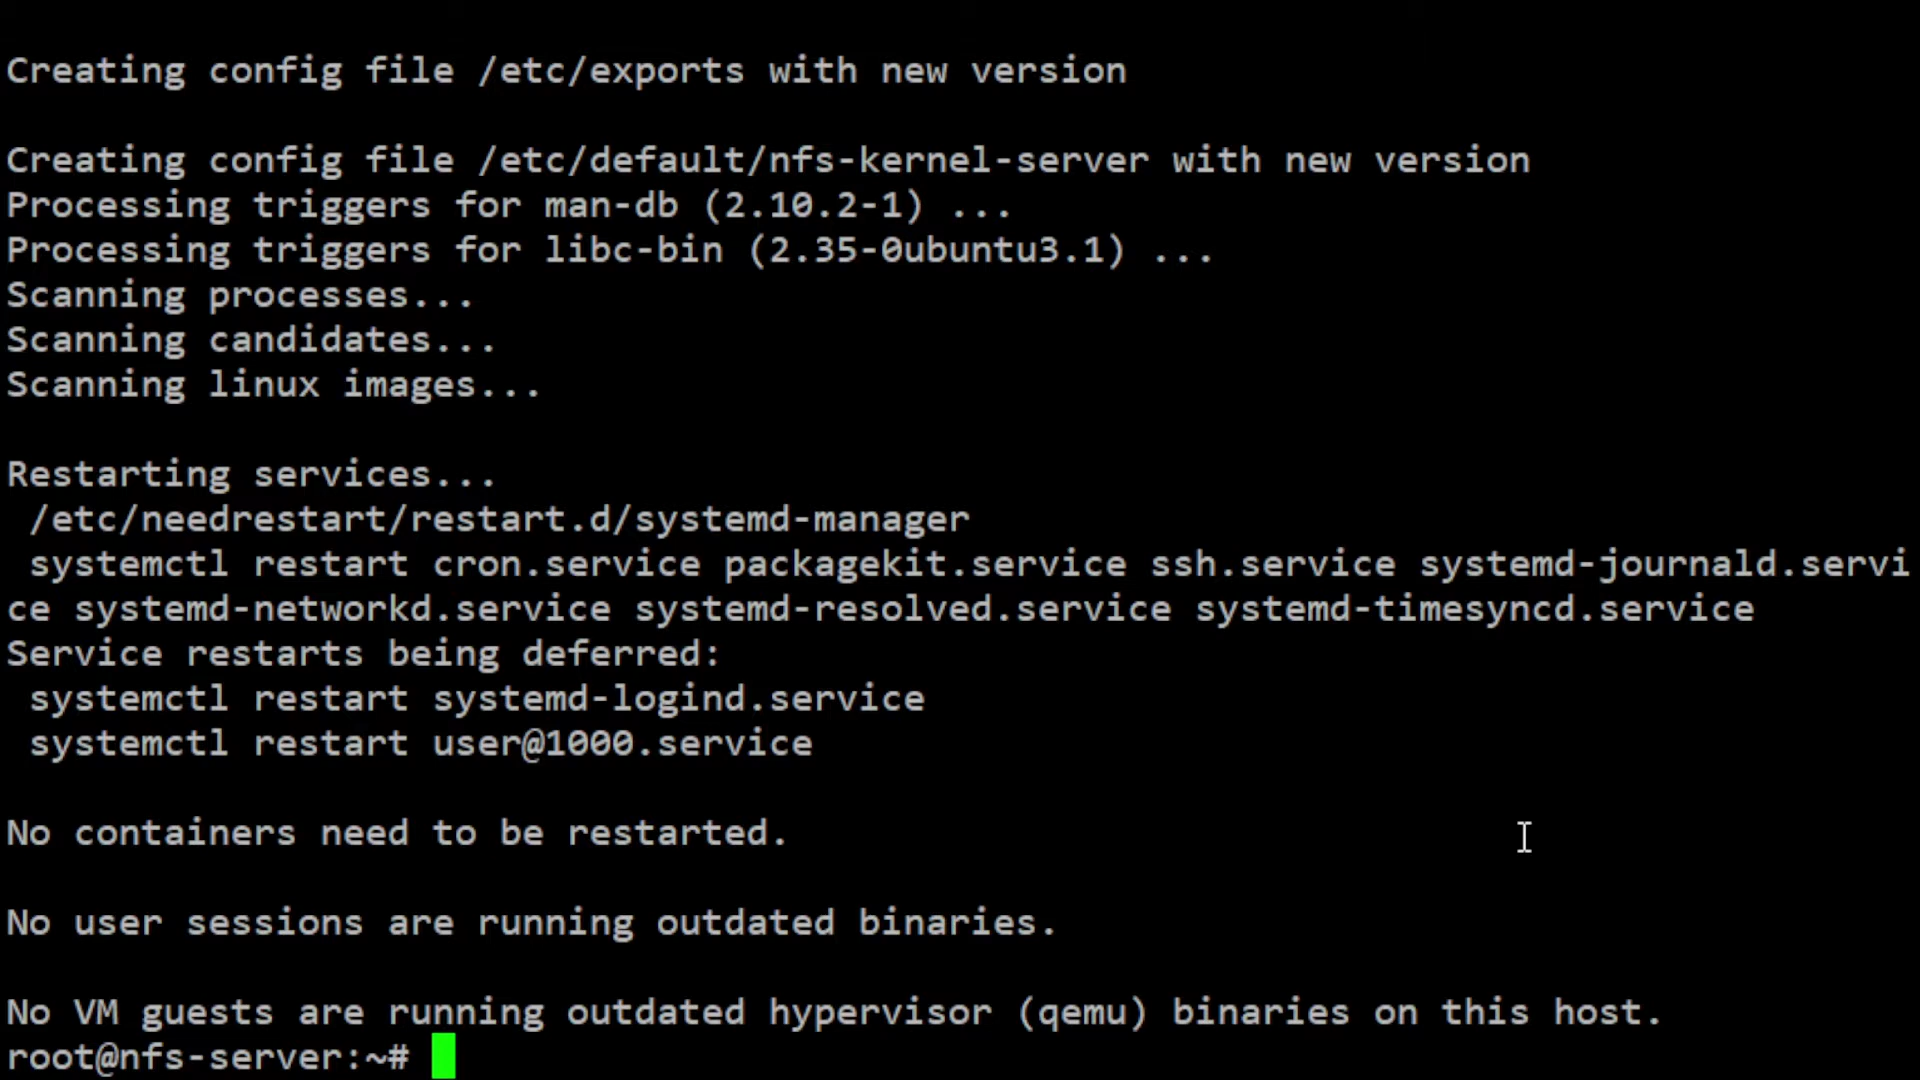 Creating config file /etc/exports with new version
Creating config file /etc/default/nfs-kernel-server with new version
Processing triggers for man-db (2.10.2-1) ...
Processing triggers for libc-bin (2.35-0ubuntu3.1) ...
Scanning processes...
Scanning candidates...
Scanning linux images...
Restarting services...
 /etc/needrestart/restart.d/systemd-manager
 systemctl restart cron.service packagekit.service ssh.service systemd-journald.servi
ce systemd-networkd.service systemd-resolved.service systemd-timesyncd.service
Service restarts being deferred:
 systemctl restart systemd-logind.service
 systemctl restart user@1000.service
No containers need to be restarted.
No user sessions are running outdated binaries.
No VM guests are running outdated hypervisor (qemu) binaries on this host.
root@nfs-server:~#